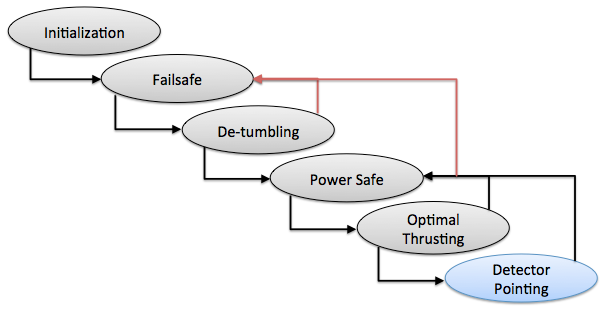 Initialization
Failsafe
De-tumbling
Power Safe
Optimal
Thrusting
Detector
Pointing